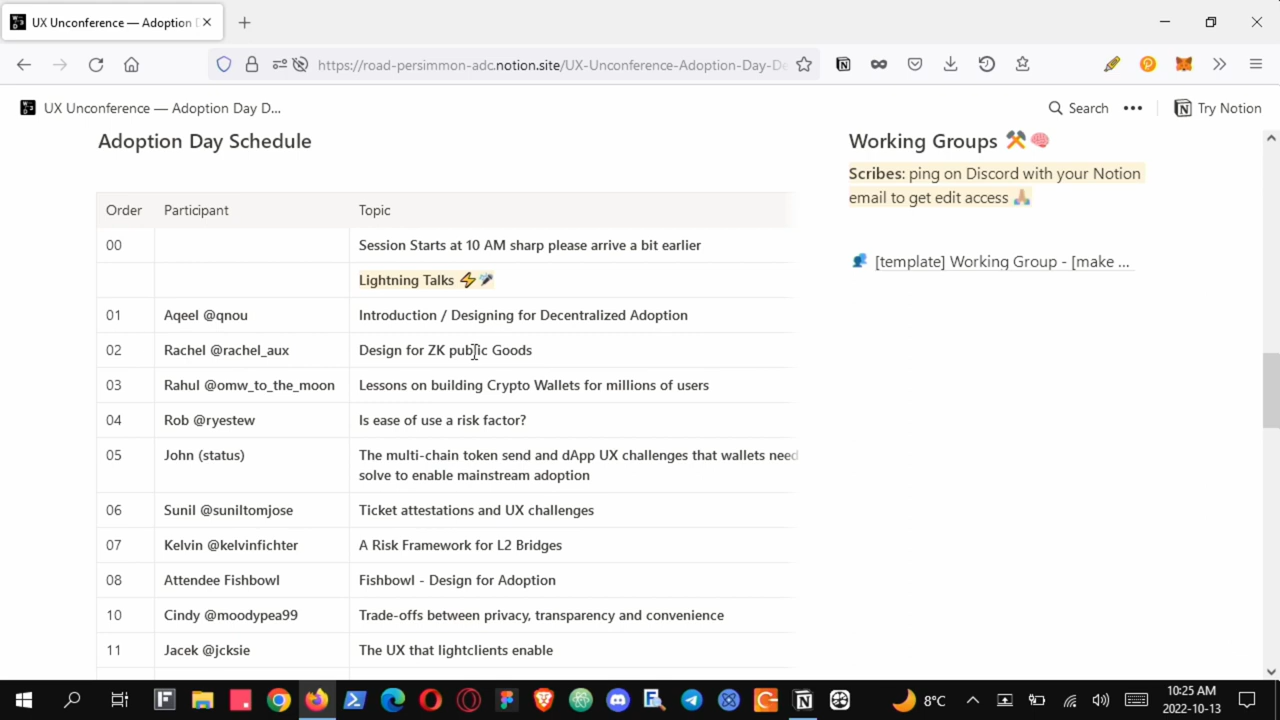 UX Unconference — Adoption D
https://road-persimmon-adc.notion.site/UX-Unconference-Adoption-Day-De
UX Unconference — Adoption Day D...
Search
Try Notion
Adoption Day Schedule
Order Participant Topic
00 Session Starts at 10 AM sharp please arrive a bit earlier
Lightning Talks ⚡🎤
01 Aqeel @qnou Introduction / Designing for Decentralized Adoption
02 Rachel @rachel_aux Design for ZK public Goods
03 Rahul @omw_to_the_moon Lessons on building Crypto Wallets for millions of users
04 Rob @ryestew Is ease of use a risk factor?
05 John (status) The multi-chain token send and dApp UX challenges that wallets need
solve to enable mainstream adoption
06 Sunil @suniltomjose Ticket attestations and UX challenges
07 Kelvin @kelvinfichter A Risk Framework for L2 Bridges
08 Attendee Fishbowl Fishbowl - Design for Adoption
10 Cindy @moodypea99 Trade-offs between privacy, transparency and convenience
11 Jacek @jcksie The UX that lightclients enable
Working Groups ⚒️🧠
Scribes: ping on Discord with your Notion
email to get edit access 🙏🏼
[template] Working Group - [make ...
8°C
10:25 AM
2022-10-13